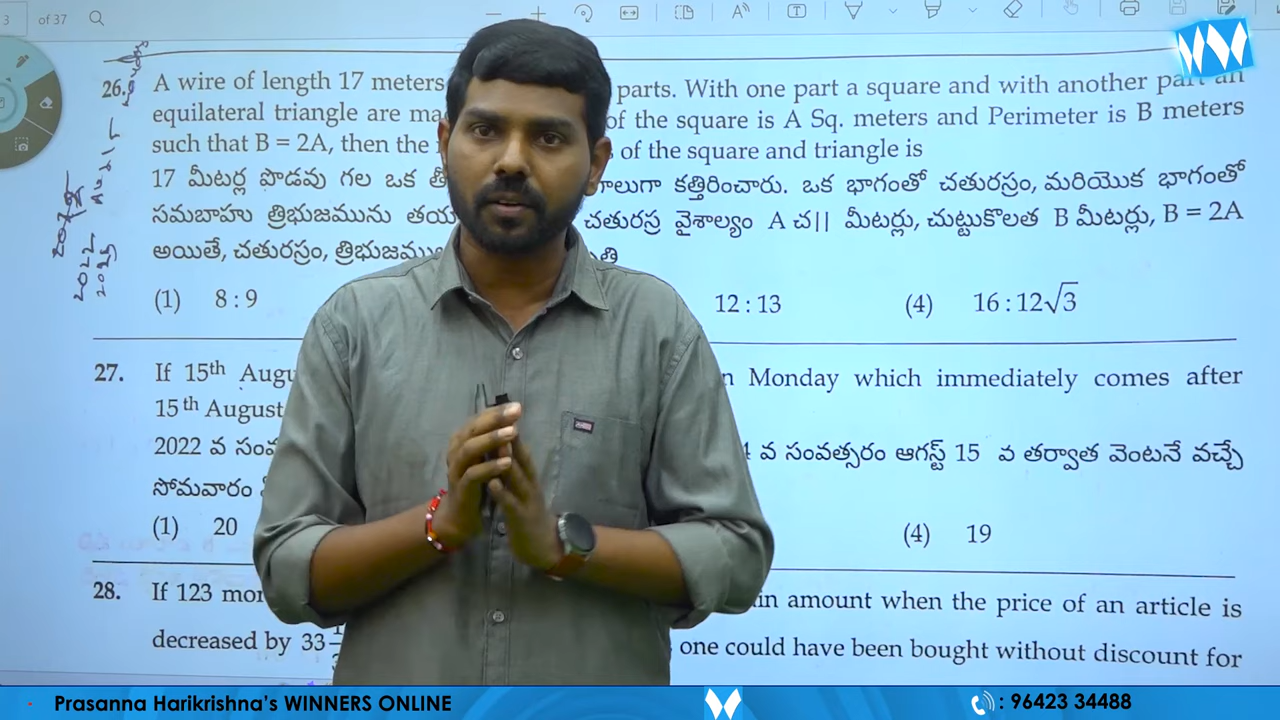 3 of 37
26. A wire of length 17 meters parts. With one part a square and with another part an
equilateral triangle are ma of the square is A Sq. meters and Perimeter is B meters
such that B = 2A, then the s of the square and triangle is
17 మీటర్ల పొడవు గల ఒక తీ గాలుగా కత్తిరించారు. ఒక భాగంతో చతురస్రం, మరియొక భాగంతో
సమబాహు త్రిభుజమును తయ చతురస్ర వైశాల్యం A చ|| మీటర్లు, చుట్టుకొలత B మీటర్లు, B = 2A
అయితే, చతురస్రం, త్రిభుజము తి
(1) 8 : 9 12 : 13 (4) 16 : 12√3
2022
2025
27. If 15th Augu n Monday which immediately comes after
15th August
2022 వ సంవ 4 వ సంవత్సరం ఆగస్ట్ 15 వ తర్వాత వెంటనే వచ్చే
సోమవారం
(1) 20 (4) 19
28. If 123 mor in amount when the price of an article is
decreased by 33 1 one could have been bought without discount for
- Prasanna Harikrishna's WINNERS ONLINE : 96423 34488